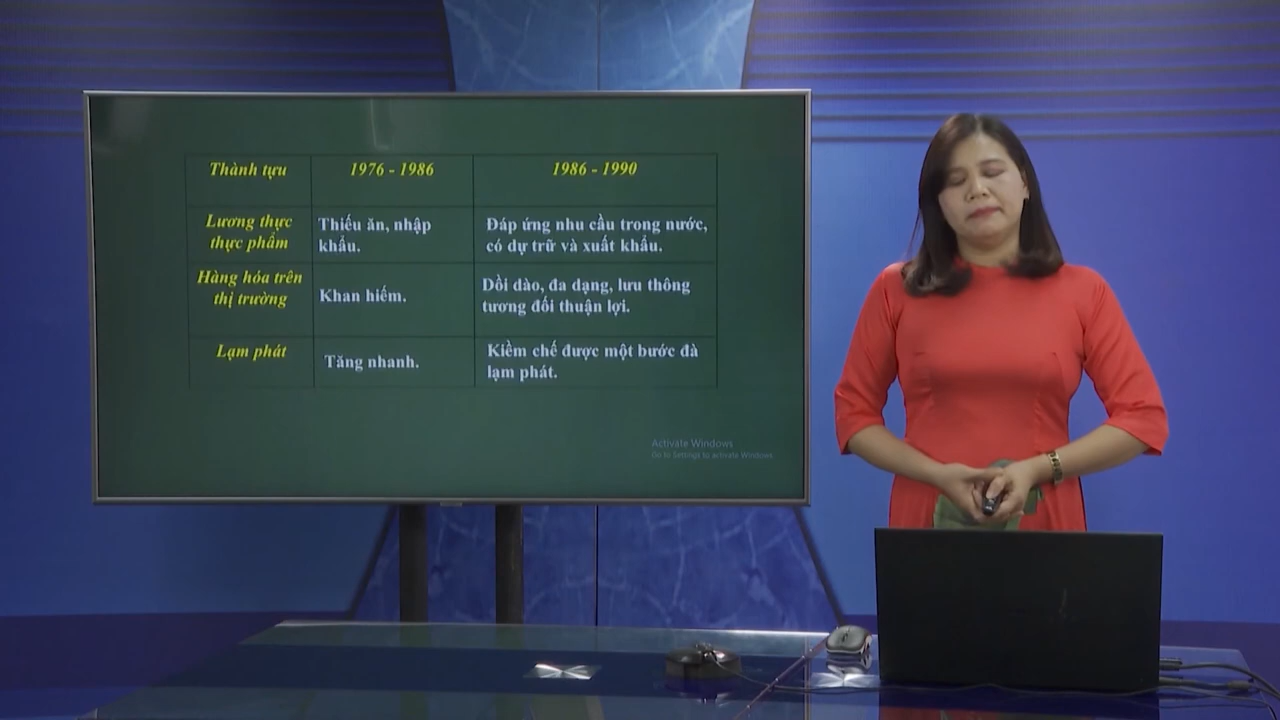 Thành tựu
1976 - 1986
1986 - 1990
Lương thực
thực phẩm
Thiếu ăn, nhập
khẩu.
Đáp ứng nhu cầu trong nước,
có dự trữ và xuất khẩu.
Hàng hóa trên
thị trường
Khan hiếm.
Dồi dào, đa dạng, lưu thông
tương đối thuận lợi.
Lạm phát
Tăng nhanh.
Kiềm chế được một bước đà
lạm phát.
Activate Windows
Go to Settings to activate Windows.